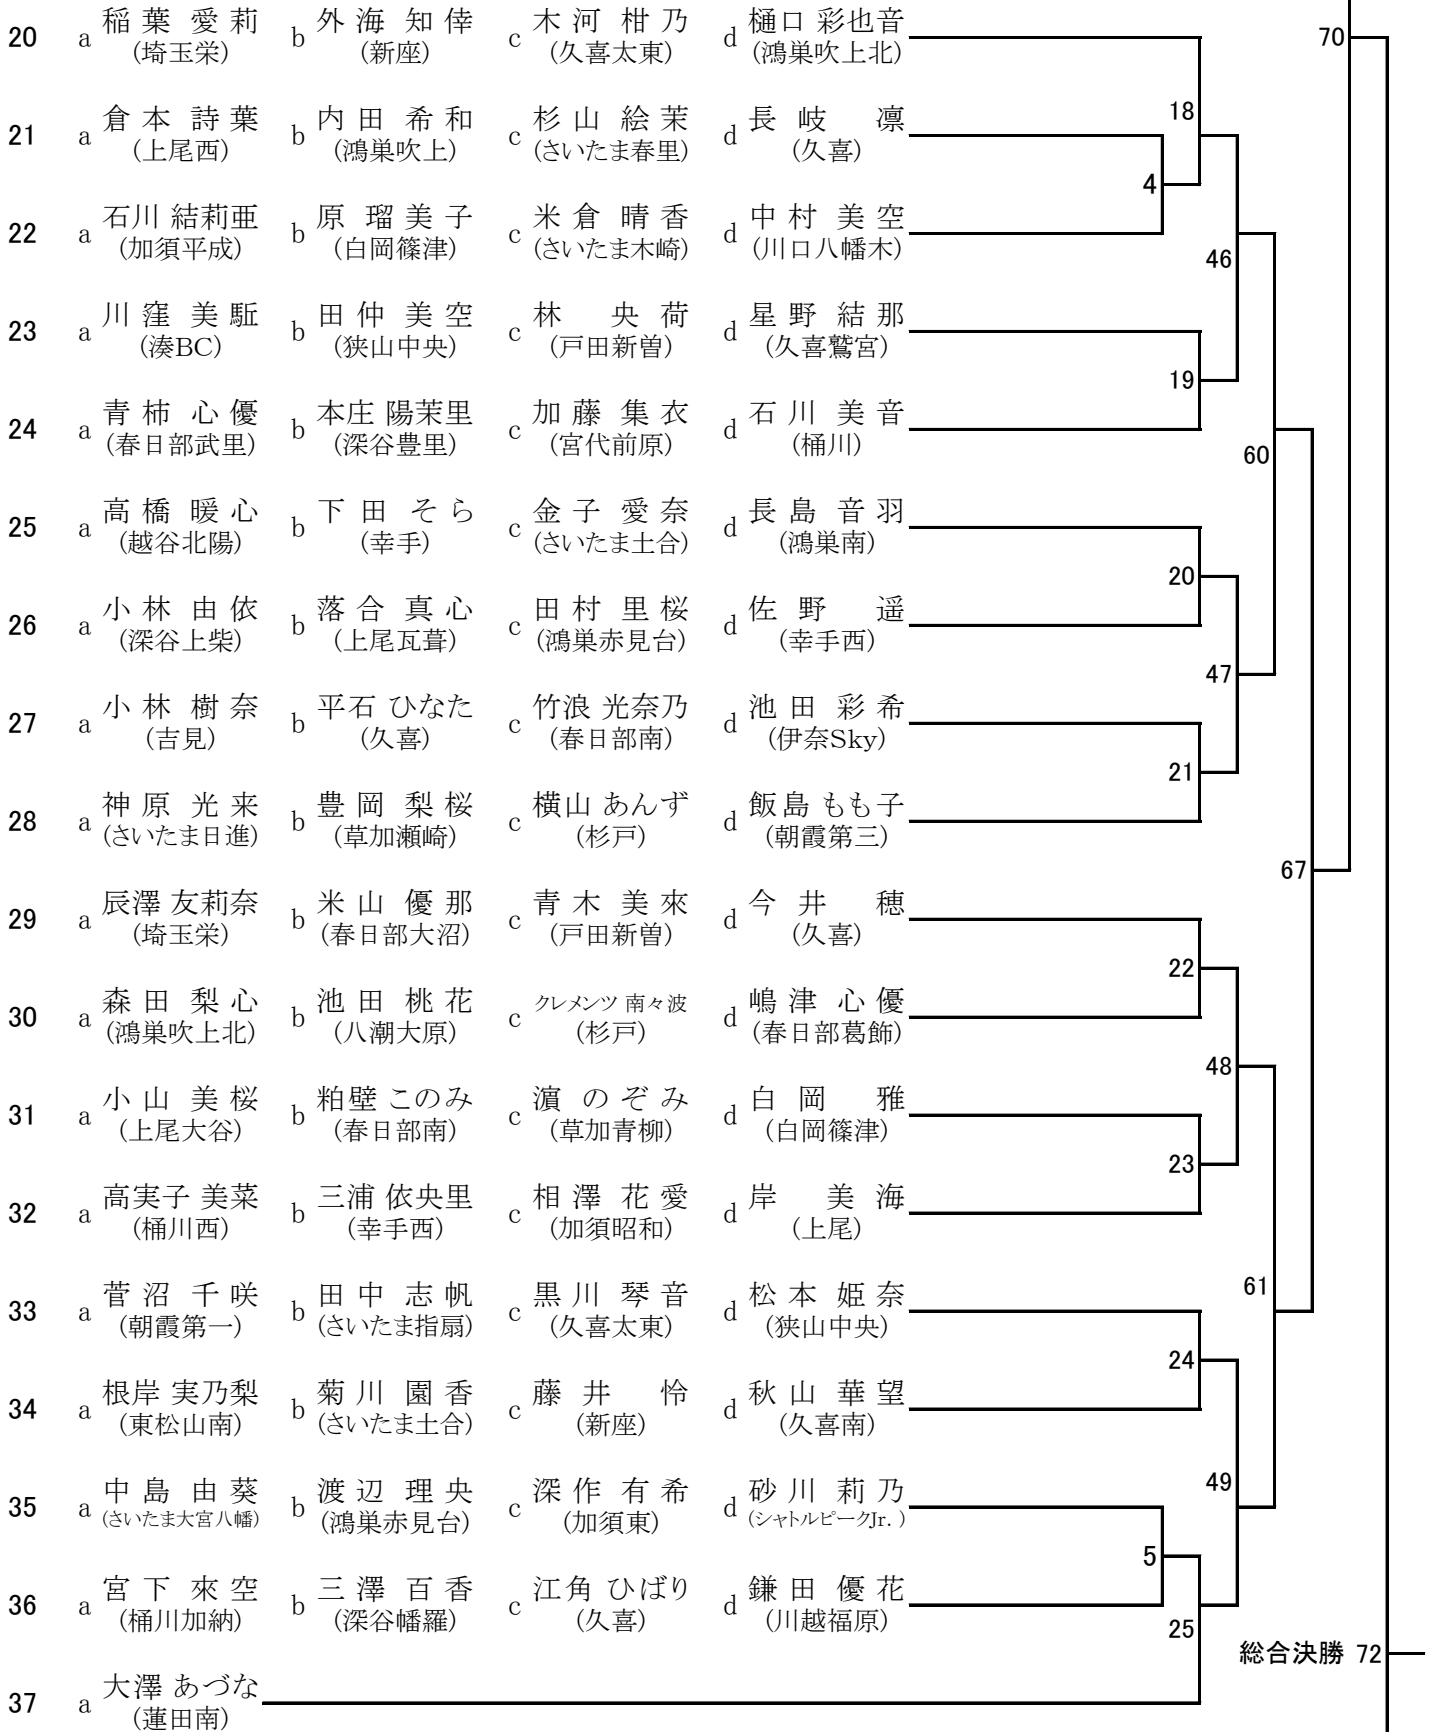 20 a 稲葉 愛莉 b 外海 知倖 c 木河 柑乃 d 樋口 彩也音 70
(埼玉栄) (新座) (久喜太東) (鴻巣吹上北)
18
21 a 倉本 詩葉 b 内田 希和 c 杉山 絵茉 d 長岐 凛
(上尾西) (鴻巣吹上) (さいたま春里) (久喜)
4
22 a 石川 結莉亜 b 原 瑠美子 c 米倉 晴香 d 中村 美空
(加須平成) (白岡篠津) (さいたま木崎) (川口八幡木)
46
23 a 川窪 美駈 b 田仲 美空 c 林 央荷 d 星野 結那
(湊BC) (狭山中央) (戸田新曽) (久喜鷲宮)
19
24 a 青柿 心優 b 本庄 陽茉里 c 加藤 集衣 d 石川 美音
(春日部武里) (深谷豊里) (宮代前原) (桶川)
60
25 a 高橋 暖心 b 下田 そら c 金子 愛奈 d 長島 音羽
(越谷北陽) (幸手) (さいたま土合) (鴻巣南)
20
26 a 小林 由依 b 落合 真心 c 田村 里桜 d 佐野 遥
(深谷上柴) (上尾瓦葺) (鴻巣赤見台) (幸手西)
47
27 a 小林 樹奈 b 平石 ひなた c 竹浪 光奈乃 d 池田 彩希
(吉見) (久喜) (春日部南) (伊奈Sky)
21
28 a 神原 光来 b 豊岡 梨桜 c 横山 あんず d 飯島 もも子
(さいたま日進) (草加瀬崎) (杉戸) (朝霞第三)
67
29 a 辰澤 友莉奈 b 米山 優那 c 青木 美來 d 今井 穂
(埼玉栄) (春日部大沼) (戸田新曽) (久喜)
22
30 a 森田 梨心 b 池田 桃花 c クレメンツ 南々波 d 嶋津 心優
(鴻巣吹上北) (八潮大原) (杉戸) (春日部葛飾)
48
31 a 小山 美桜 b 粕壁 このみ c 濵 のぞみ d 白岡 雅
(上尾大谷) (春日部南) (草加青柳) (白岡篠津)
23
32 a 高実子 美菜 b 三浦 依央里 c 相澤 花愛 d 岸 美海
(桶川西) (幸手西) (加須昭和) (上尾)
61
33 a 菅沼 千咲 b 田中 志帆 c 黒川 琴音 d 松本 姫奈
(朝霞第一) (さいたま指扇) (久喜太東) (狭山中央)
24
34 a 根岸 実乃梨 b 菊川 園香 c 藤井 怜 d 秋山 華望
(東松山南) (さいたま土合) (新座) (久喜南)
49
35 a 中島 由葵 b 渡辺 理央 c 深作 有希 d 砂川 莉乃
(さいたま大宮八幡) (鴻巣赤見台) (加須東) (シャトルピークJr.)
5
36 a 宮下 來空 b 三澤 百香 c 江角 ひばり d 鎌田 優花
(桶川加納) (深谷幡羅) (久喜) (川越福原)
25
総合決勝 72
37 a 大澤 あづな
(蓮田南)